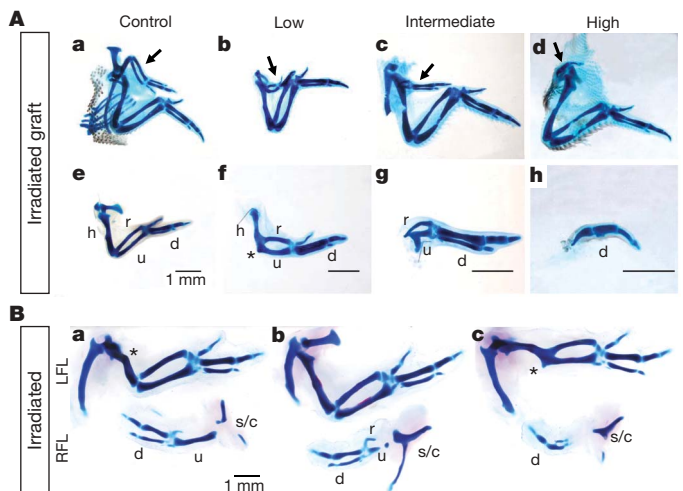 A
Control
Low
Intermediate
High
Irradiated graft
a
b
c
d
e
f
g
h
h
r
u
d
1 mm
h
*
r
u
d
r
u
d
d
B
Irradiated
LFL
RFL
a
*
b
c
*
d
u
s/c
1 mm
r
u
d
s/c
d
s/c